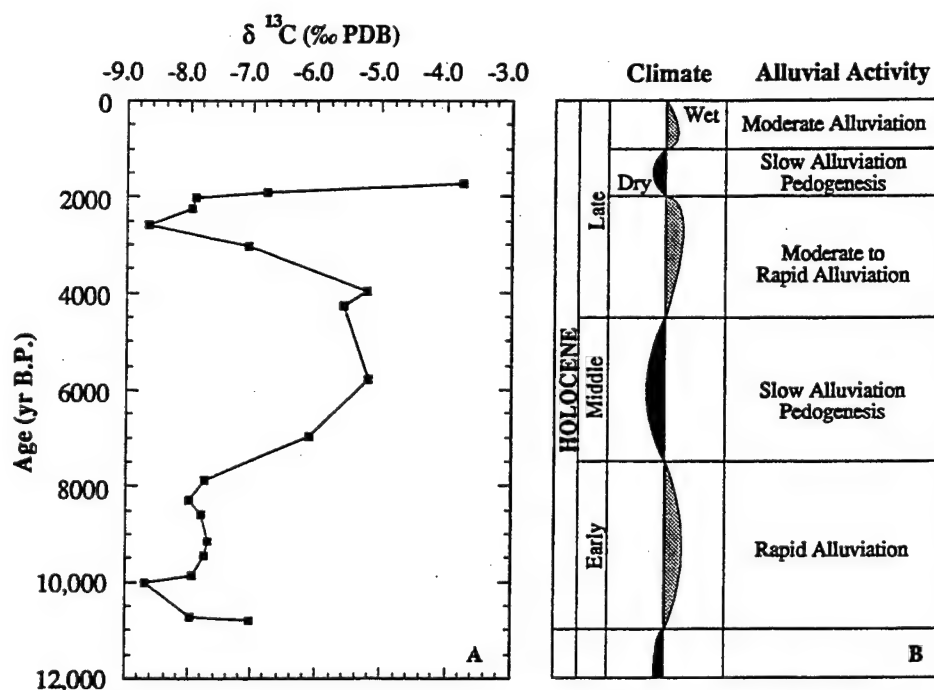 δ ¹³C (‰ PDB)
-9.0 -8.0 -7.0 -6.0 -5.0 -4.0 -3.0
Age (yr B.P.)
0
2000
4000
6000
8000
10,000
12,000
A
Climate
Alluvial Activity
HOLOCENE
Late
Middle
Early
Wet
Dry
Moderate Alluviation
Slow Alluviation
Pedogenesis
Moderate to
Rapid Alluviation
Slow Alluviation
Pedogenesis
Rapid Alluviation
B